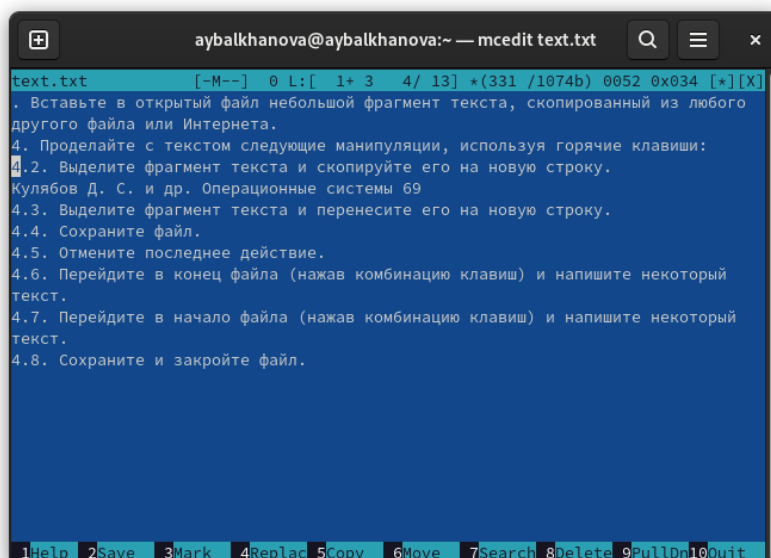 aybalkhanova@aybalkhanova:~ — mcedit text.txt
text.txt [-M--] 0 L:[ 1+ 3 4/ 13] *(331 /1074b) 0052 0x034 [*][X]
. Вставьте в открытый файл небольшой фрагмент текста, скопированный из любого
другого файла или Интернета.
4. Проделайте с текстом следующие манипуляции, используя горячие клавиши:
4.2. Выделите фрагмент текста и скопируйте его на новую строку.
Кулябов Д. С. и др. Операционные системы 69
4.3. Выделите фрагмент текста и перенесите его на новую строку.
4.4. Сохраните файл.
4.5. Отмените последнее действие.
4.6. Перейдите в конец файла (нажав комбинацию клавиш) и напишите некоторый
текст.
4.7. Перейдите в начало файла (нажав комбинацию клавиш) и напишите некоторый
текст.
4.8. Сохраните и закройте файл.
1Help 2Save 3Mark 4Replac 5Copy 6Move 7Search 8Delete 9PullDn 10Quit